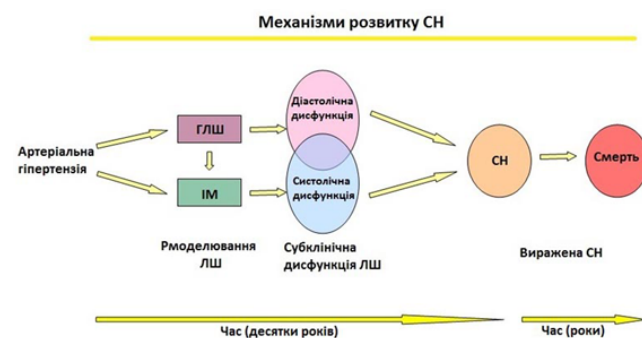 Механізми розвитку СН
Діастолічна
дисфункція
ГЛШ
Артеріальна
гіпертензія
СН
Смерть
ІМ
Систолічна
дисфункція
Рмоделювання
ЛШ
Субклінічна
дисфункція ЛШ
Виражена СН
Час (десятки років)
Час (роки)